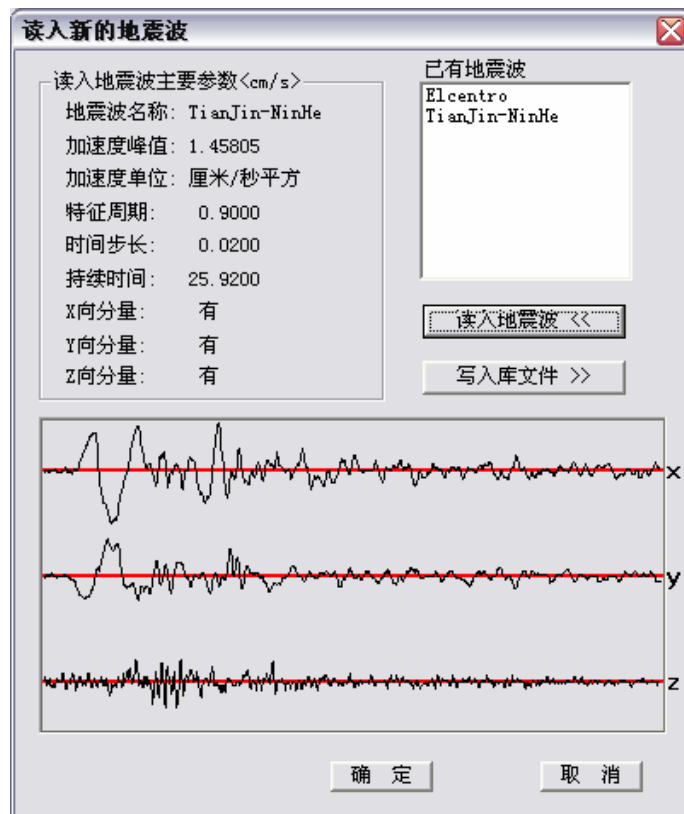 读入新的地震波
读入地震波主要参数<cm/s>
地震波名称: TianJin-NinHe
加速度峰值: 1.45805
加速度单位: 厘米/秒平方
特征周期: 0.9000
时间步长: 0.0200
持续时间: 25.9200
X向分量: 有
Y向分量: 有
Z向分量: 有
已有地震波
Elcentro
TianJin-NinHe
读入地震波 <<
写入库文件 >>
x
y
z
确 定
取 消